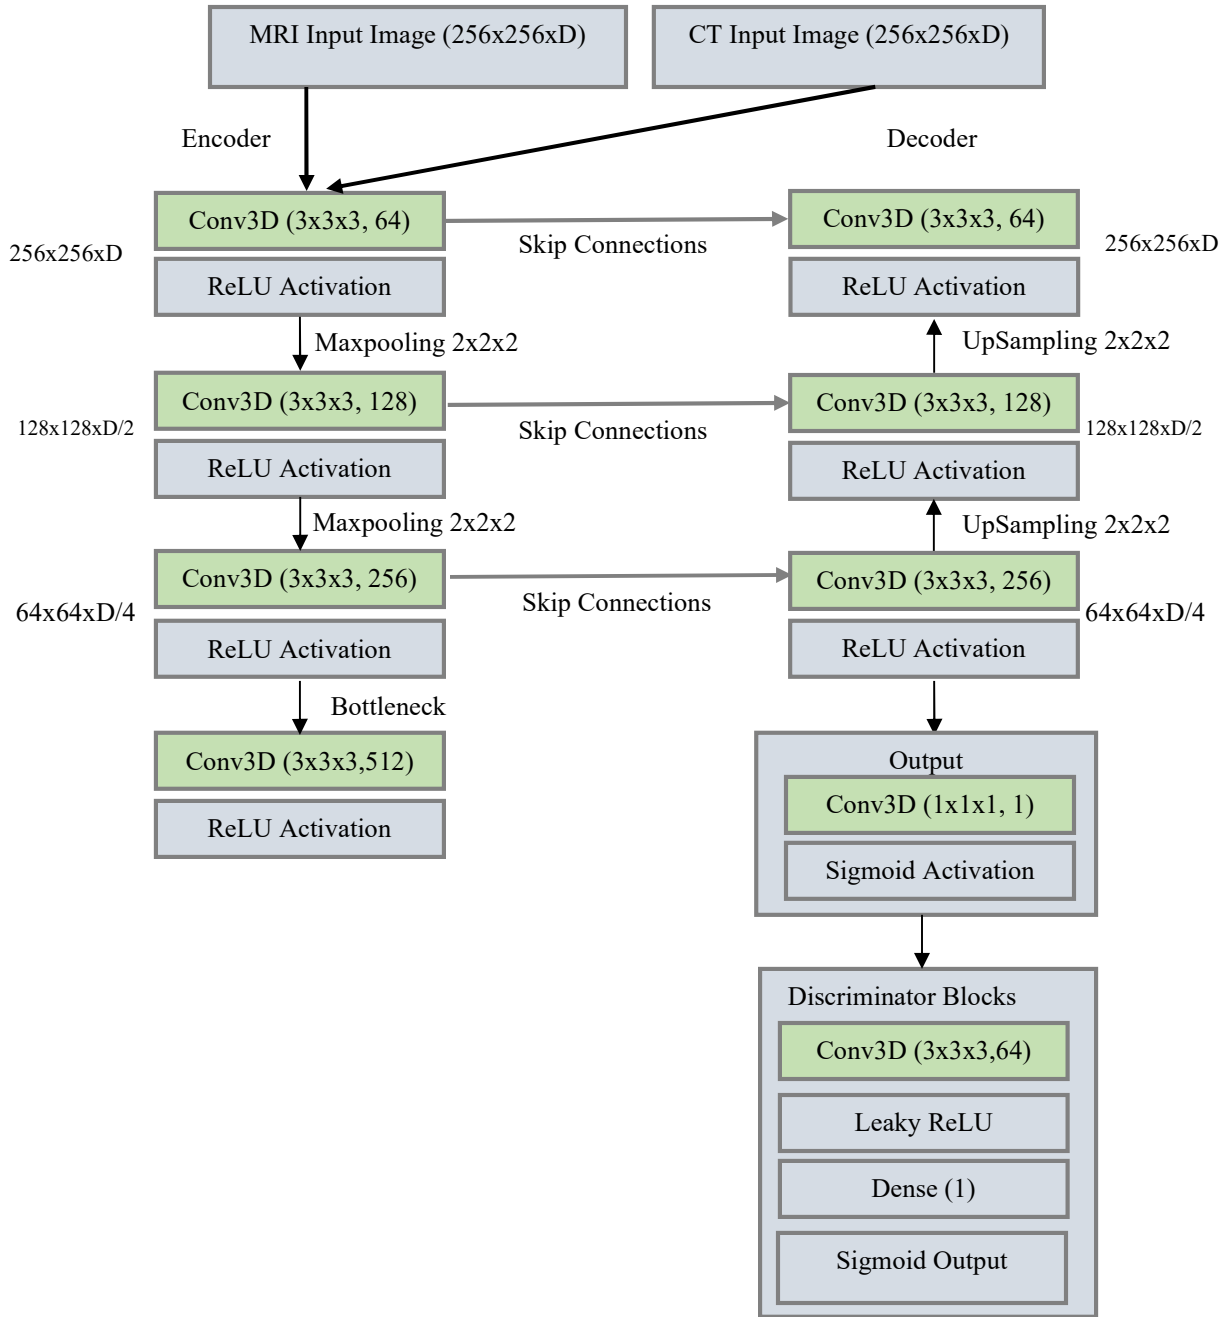 MRI Input Image (256x256xD)
CT Input Image (256x256xD)
Encoder
Decoder
Conv3D (3x3x3, 64)
Skip Connections
Conv3D (3x3x3, 64)
256x256xD
256x256xD
ReLU Activation
ReLU Activation
Maxpooling 2x2x2
UpSampling 2x2x2
Conv3D (3x3x3, 128)
Skip Connections
Conv3D (3x3x3, 128)
128x128xD/2
128x128xD/2
ReLU Activation
ReLU Activation
Maxpooling 2x2x2
UpSampling 2x2x2
Conv3D (3x3x3, 256)
Skip Connections
Conv3D (3x3x3, 256)
64x64xD/4
64x64xD/4
ReLU Activation
ReLU Activation
Bottleneck
Conv3D (3x3x3,512)
ReLU Activation
Output
Conv3D (1x1x1, 1)
Sigmoid Activation
Discriminator Blocks
Conv3D (3x3x3,64)
Leaky ReLU
Dense (1)
Sigmoid Output